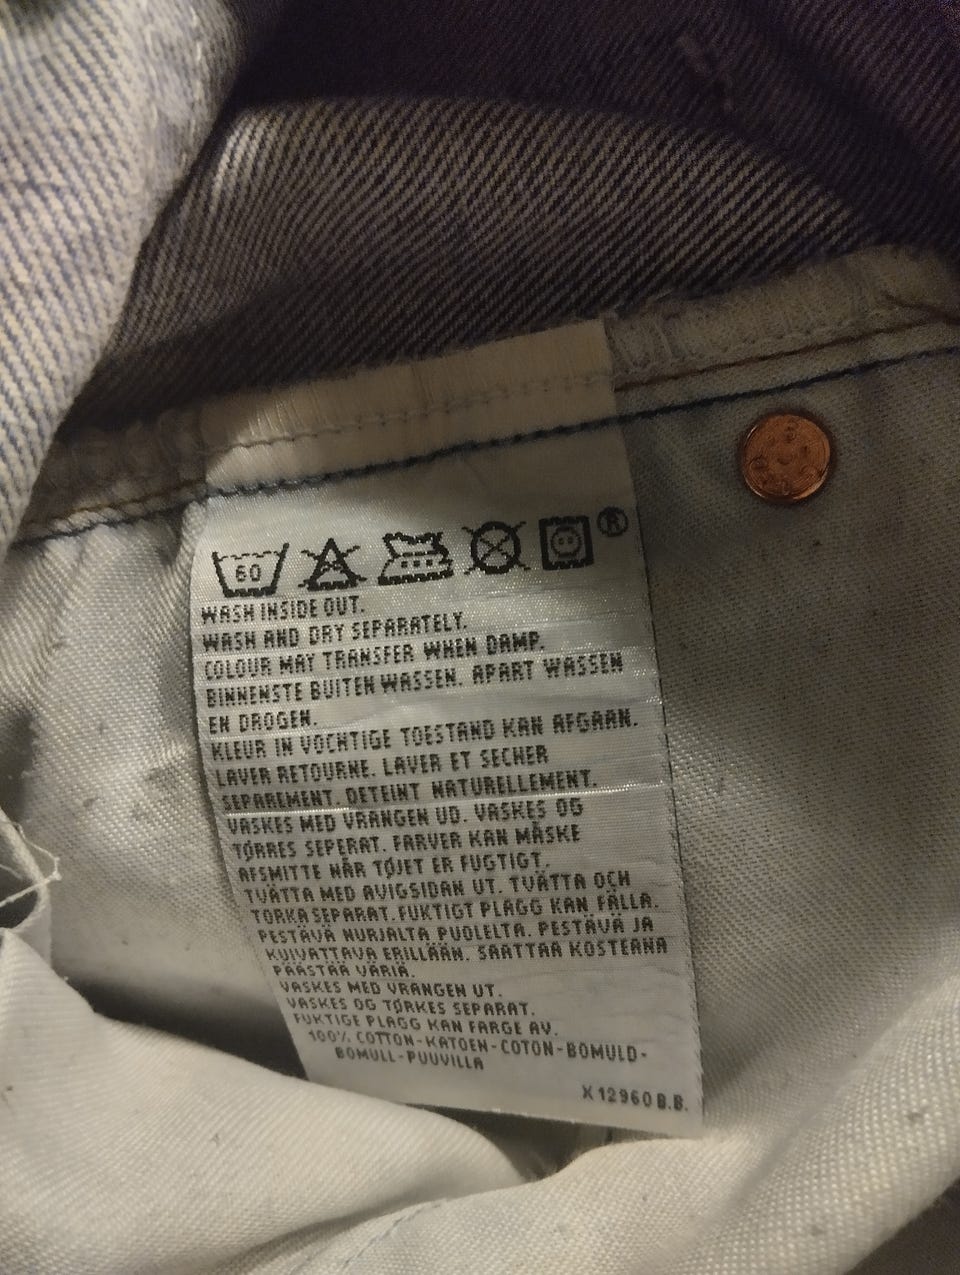 60 ®
WASH INSIDE OUT.
WASH AND DRY SEPARATELY.
COLOUR MAY TRANSFER WHEN DAMP.
BINNENSTE BUITEN WASSEN. APART WASSEN
EN DROGEN.
KLEUR IN VOCHTIGE TOESTAND KAN AFGAAN.
LAVER RETOURNE. LAVER ET SECHER
SEPAREMENT. DETEINT NATURELLEMENT.
VASKES MED VRANGEN UD. VASKES OG
TØRRES SEPERAT. FARVER KAN MÅSKE
AFSMITTE NÅR TØJET ER FUGTIGT.
TVÄTTA MED AVIGSIDAN UT. TVÄTTA OCH
TORKA SEPARAT. FUKTIGT PLAGG KAN FÄLLA.
PESTÄVÄ NURJALTA PUOLELTA. PESTÄVÄ JA
KUIVATTAVA ERILLÄÄN. SAATTAA KOSTEANA
PÄÄSTÄÄ VÄRIÄ.
VASKES MED VRANGEN UT.
VASKES OG TØRKES SEPARAT.
FUKTIGE PLAGG KAN FARGE AV.
100% COTTON-KATOEN-COTON-BOMULD-
BOMULL-PUUVILLA
X12960 B.B.